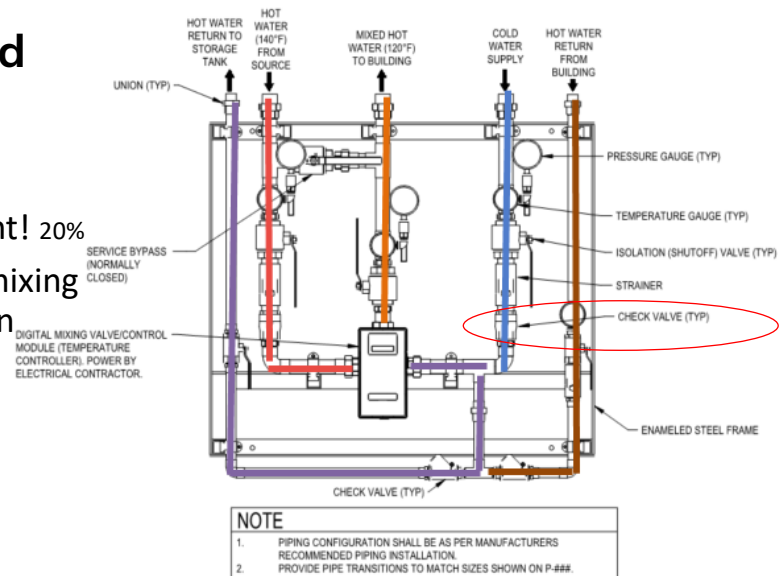 d
nt! 20%
mixing
n
HOT WATER
RETURN TO
STORAGE
TANK
HOT
WATER
(140°F)
FROM
SOURCE
MIXED HOT
WATER (120°F)
TO BUILDING
COLD
WATER
SUPPLY
HOT WATER
RETURN
FROM
BUILDING
UNION (TYP)
PRESSURE GAUGE (TYP)
TEMPERATURE GAUGE (TYP)
ISOLATION (SHUTOFF) VALVE (TYP)
STRAINER
CHECK VALVE (TYP)
SERVICE BYPASS
(NORMALLY
CLOSED)
DIGITAL MIXING VALVE/CONTROL
MODULE (TEMPERATURE
CONTROLLER). POWER BY
ELECTRICAL CONTRACTOR.
ENAMELED STEEL FRAME
CHECK VALVE (TYP)
NOTE
1. PIPING CONFIGURATION SHALL BE AS PER MANUFACTURERS
RECOMMENDED PIPING INSTALLATION.
2. PROVIDE PIPE TRANSITIONS TO MATCH SIZES SHOWN ON P-###.